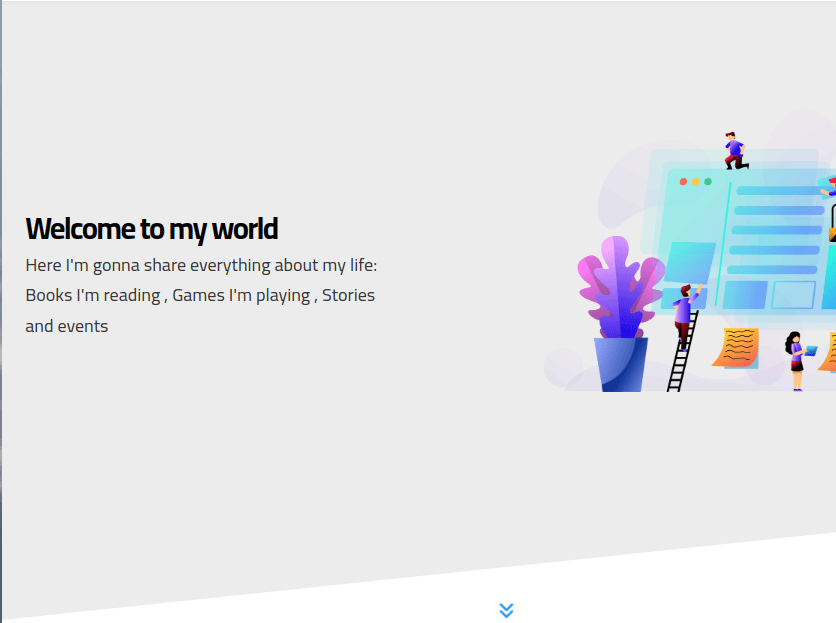 Welcome to my world
Here I'm gonna share everything about my life:
Books I'm reading , Games I'm playing , Stories
and events